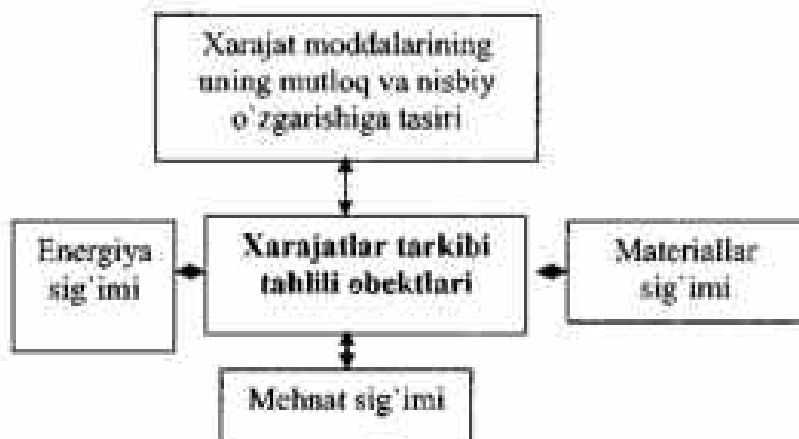 Xarajat moddalarining
uning mutloq va nisbiy
o`zgarishiga tasiri
Energiya
sig`imi
Xarajatlar tarkibi
tahlili obektlari
Materiallar
sig`imi
Mehnat sig`imi